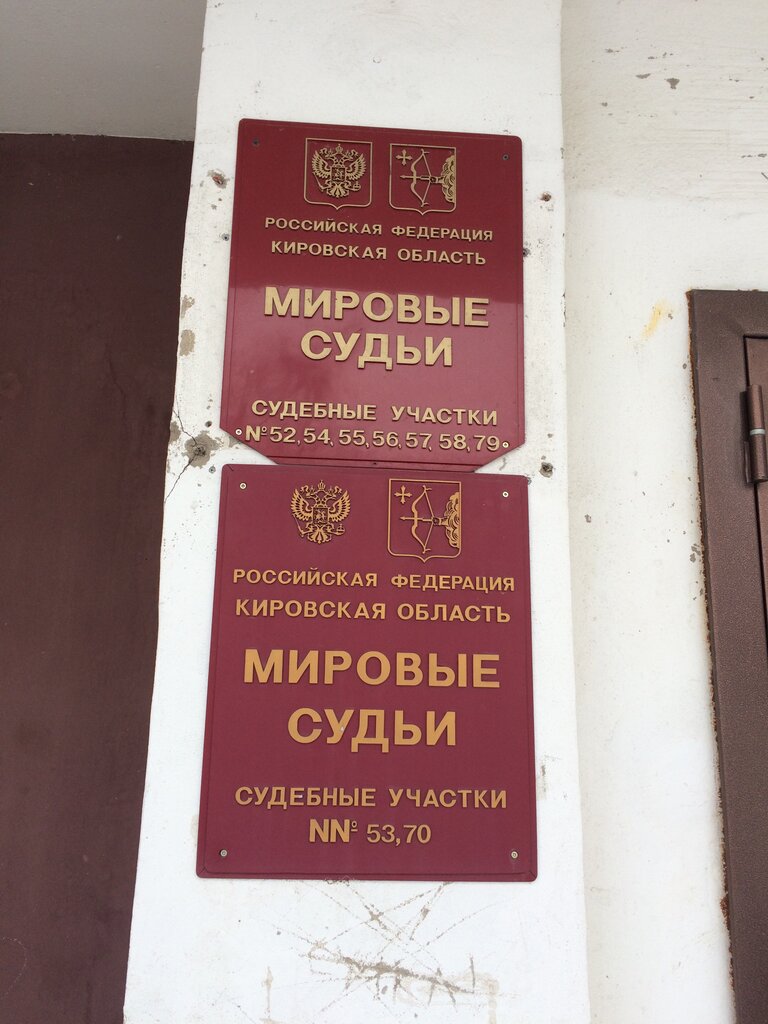 РОССИЙСКАЯ ФЕДЕРАЦИЯ
КИРОВСКАЯ ОБЛАСТЬ
МИРОВЫЕ
СУДЬИ
СУДЕБНЫЕ УЧАСТКИ
№52,54,55,56,57,58,79
РОССИЙСКАЯ ФЕДЕРАЦИЯ
КИРОВСКАЯ ОБЛАСТЬ
МИРОВЫЕ
СУДЬИ
СУДЕБНЫЕ УЧАСТКИ
NNº 53,70